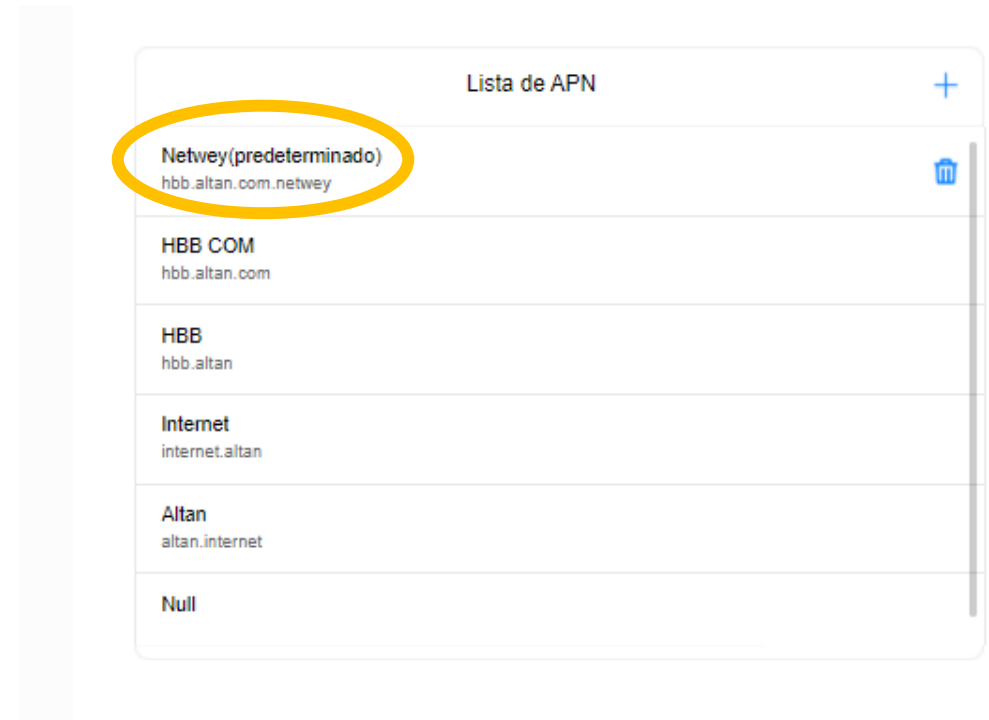 Lista de APN
Netwey(predeterminado)
hbb.altan.com.netwey
HBB COM
hbb.altan.com
HBB
hbb.altan
Internet
internet.altan
Altan
altan.internet
Null